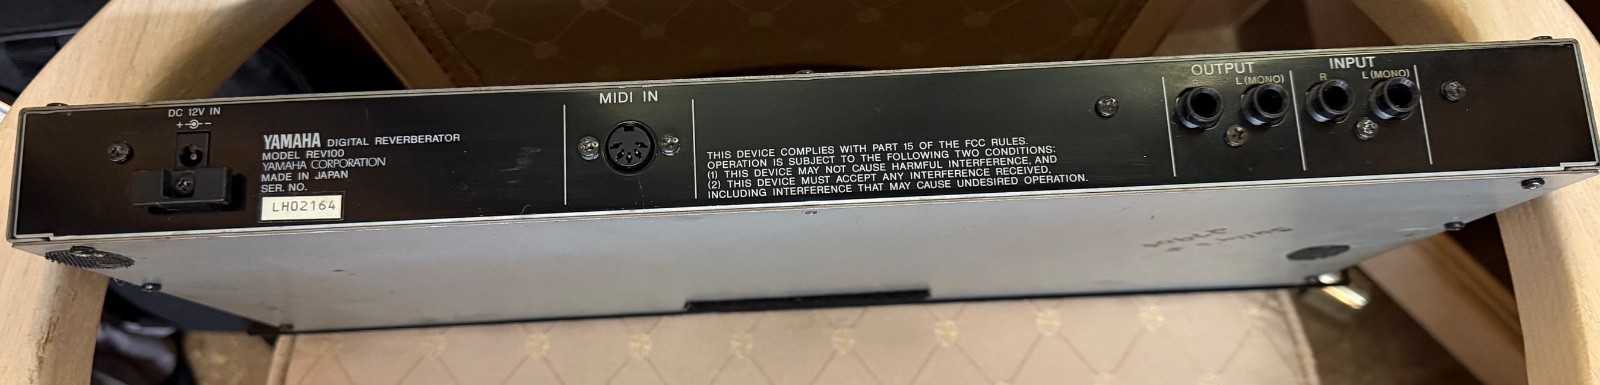 DC 12V IN
YAMAHA DIGITAL REVERBERATOR
MODEL REV100
YAMAHA CORPORATION
MADE IN JAPAN
SER. NO.
LH02164
MIDI IN
THIS DEVICE COMPLIES WITH PART 15 OF THE FCC RULES.
OPERATION IS SUBJECT TO THE FOLLOWING TWO CONDITIONS:
(1) THIS DEVICE MAY NOT CAUSE HARMFUL INTERFERENCE, AND
(2) THIS DEVICE MUST ACCEPT ANY INTERFERENCE RECEIVED,
INCLUDING INTERFERENCE THAT MAY CAUSE UNDESIRED OPERATION.
OUTPUT
R L (MONO)
INPUT
R L (MONO)